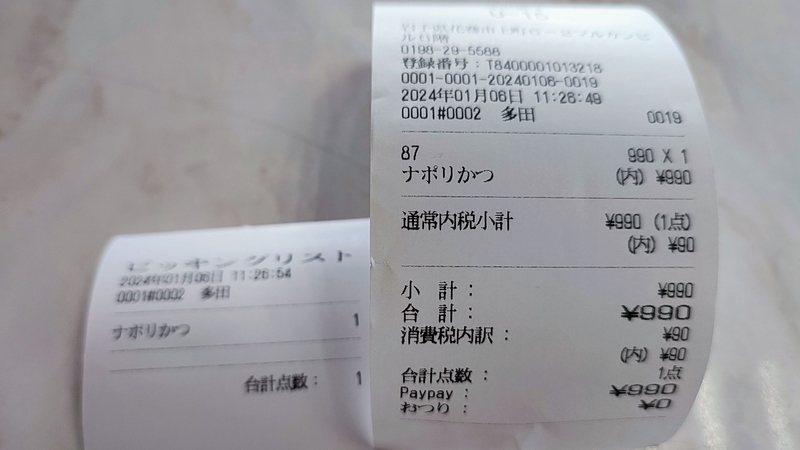 0198-29-5588
登録番号：T8400001013218
0001-0001-20240106-0019
2024年01月06日 11:26:49
0001#0002 多田 0019
87 990 X 1
ナポリかつ (内) ¥990
通常内税小計 ¥990 (1点)
(内) ¥90
小 計： ¥990
合 計： ¥990
消費税内訳： ¥90
(内) ¥90
合計点数： 1点
Paypay： ¥990
おつり： ¥0
ピッキングリスト
2024年01月06日 11:26:54
0001#0002 多田
ナポリかつ 1
合計点数： 1